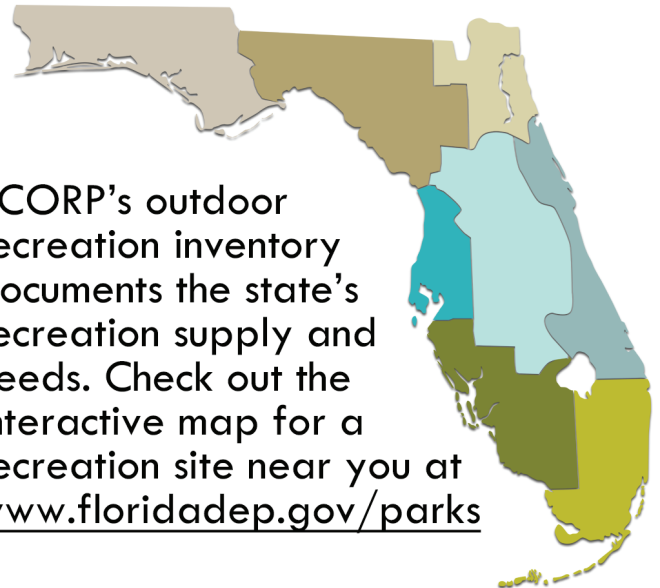 CORP's outdoor
ecreation inventory
ocuments the state's
ecreation supply and
eeds. Check out the
nteractive map for a
ecreation site near you at
www.floridadep.gov/parks